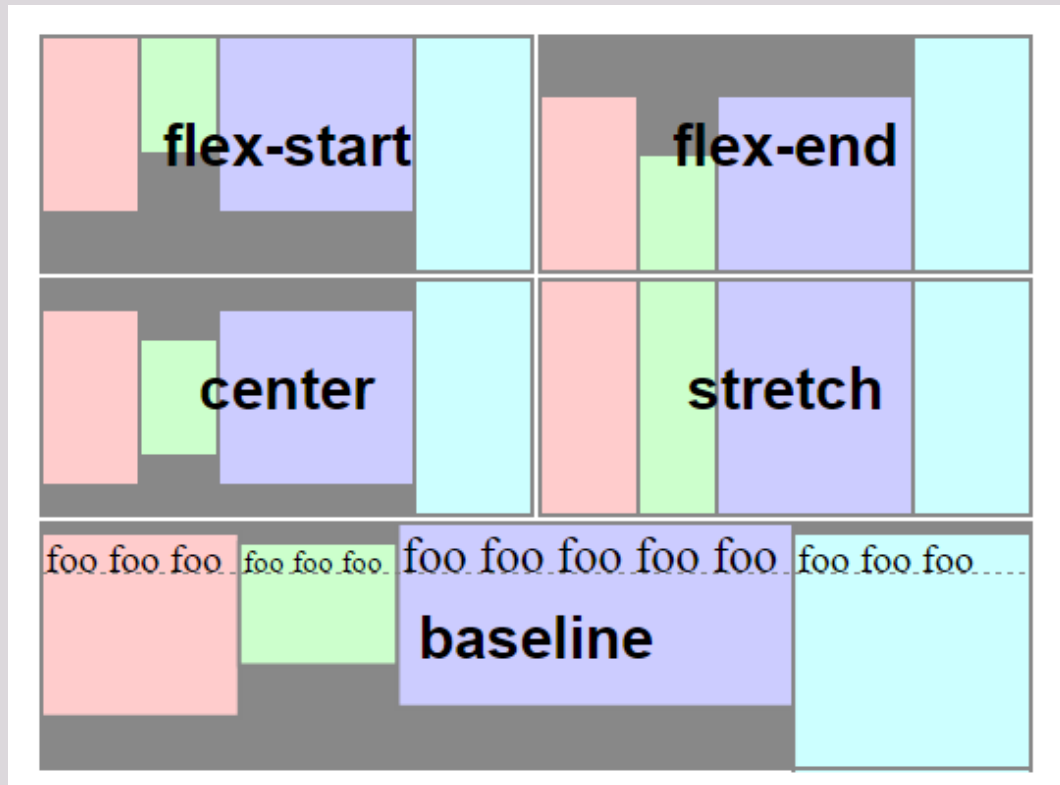 flex-start
flex-end
center
stretch
foo foo foo
foo foo foo
foo foo foo foo foo
foo foo foo
baseline